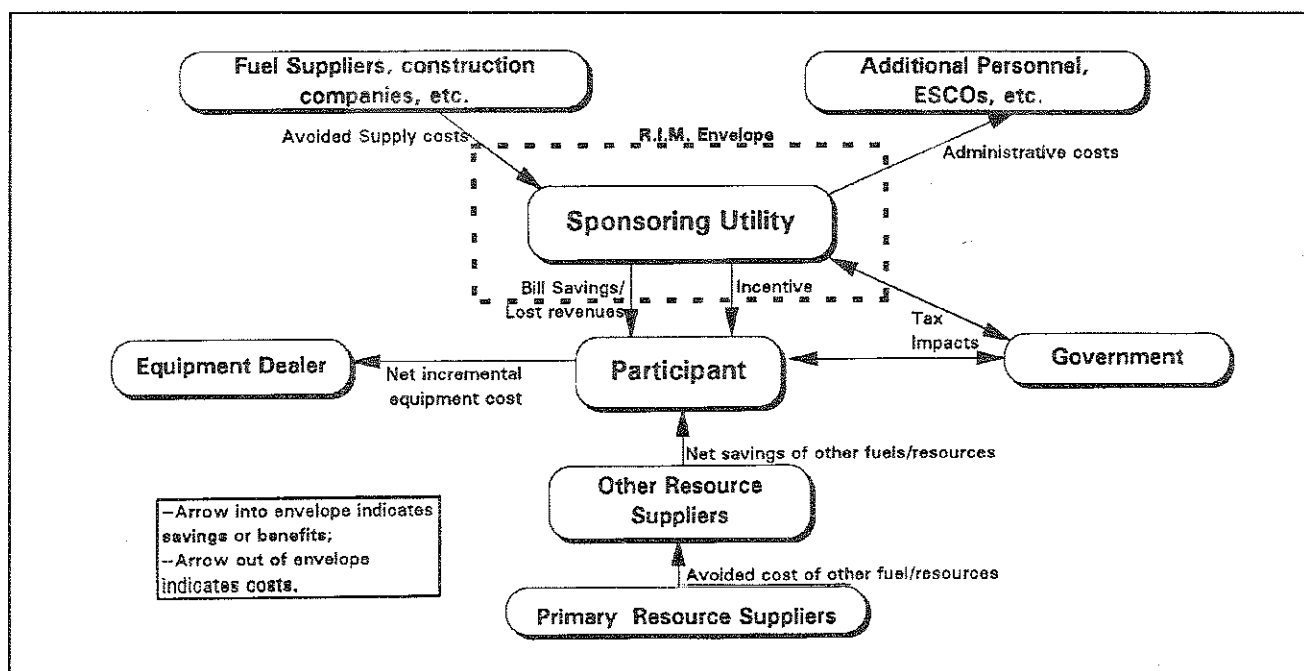 Fuel Suppliers, construction
companies, etc.
Additional Personnel,
ESCOs, etc.
Avoided Supply costs
R.I.M. Envelope
Administrative costs
Sponsoring Utility
Bill Savings/
Lost revenues
Incentive
Tax
Impacts
Equipment Dealer
Net incremental
equipment cost
Participant
Government
Net savings of other fuels/resources
Other Resource
Suppliers
–Arrow into envelope indicates
savings or benefits;
–Arrow out of envelope
indicates costs.
Avoided cost of other fuel/resources
Primary Resource Suppliers